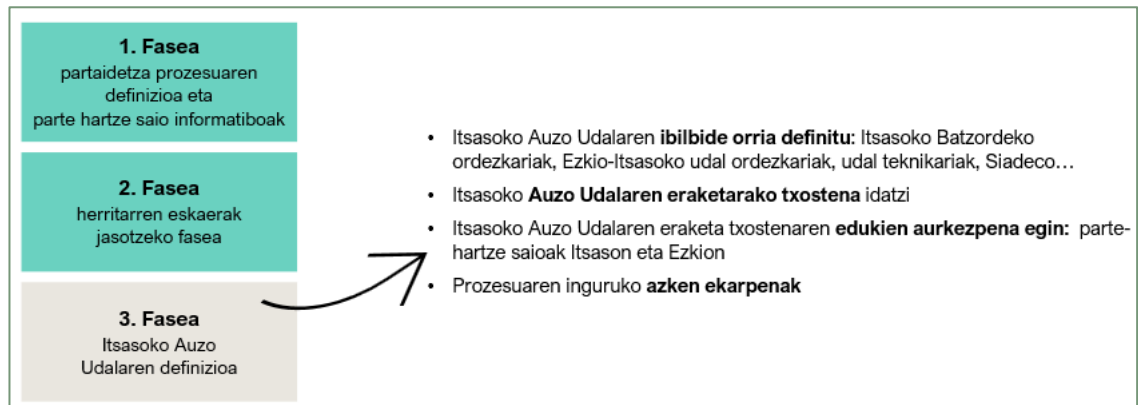 1. Fasea
partaidetza prozesuaren
definizioa eta
parte hartze saio informatiboak
2. Fasea
herritarren eskaerak
jasotzeko fasea
3. Fasea
Itsasoko Auzo
Udalaren definizioa
• Itsasoko Auzo Udalaren ibilbide orria definitu: Itsasoko Batzordeko
ordezkariak, Ezkio-Itsasoko udal ordezkariak, udal teknikariak, Siadeco…
• Itsasoko Auzo Udalaren eraketarako txostena idatzi
• Itsasoko Auzo Udalaren eraketa txostenaren edukien aurkezpena egin: parte-
hartze saioak Itsason eta Ezkion
• Prozesuaren inguruko azken ekarpenak